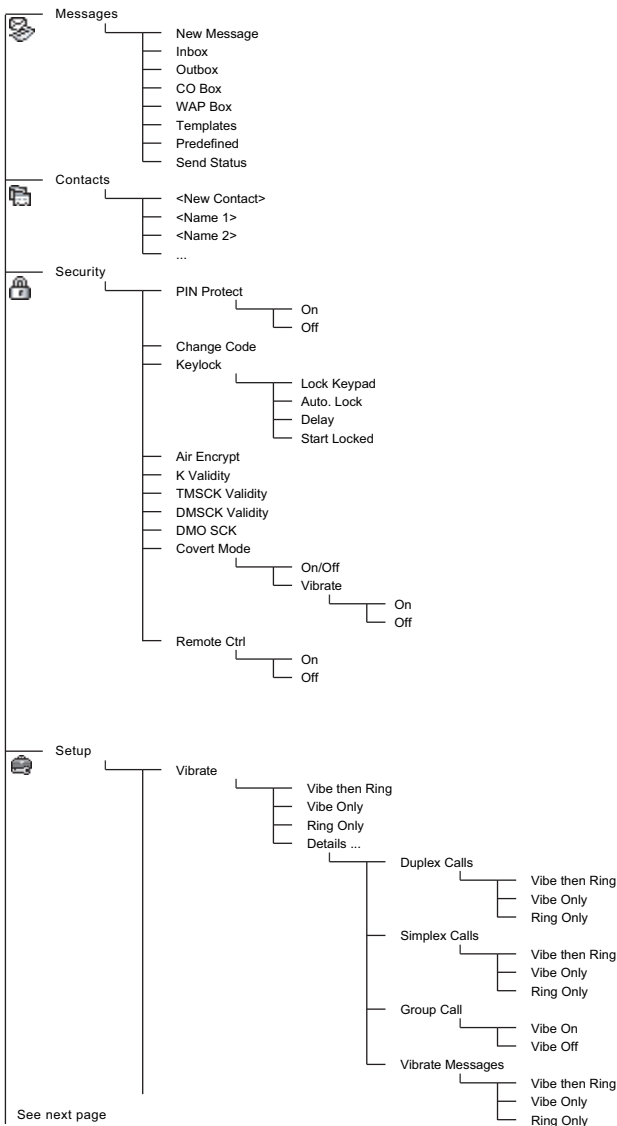 Messages
New Message
Inbox
Outbox
CO Box
WAP Box
Templates
Predefined
Send Status
Contacts
<New Contact>
<Name 1>
<Name 2>
...
Security
PIN Protect
On
Off
Change Code
Keylock
Lock Keypad
Auto. Lock
Delay
Start Locked
Air Encrypt
K Validity
TMSCK Validity
DMSCK Validity
DMO SCK
Covert Mode
On/Off
Vibrate
On
Off
Remote Ctrl
On
Off
Setup
Vibrate
Vibe then Ring
Vibe Only
Ring Only
Details ...
Duplex Calls
Vibe then Ring
Vibe Only
Ring Only
Simplex Calls
Vibe then Ring
Vibe Only
Ring Only
Group Call
Vibe On
Vibe Off
Vibrate Messages
Vibe then Ring
Vibe Only
Ring Only
See next page